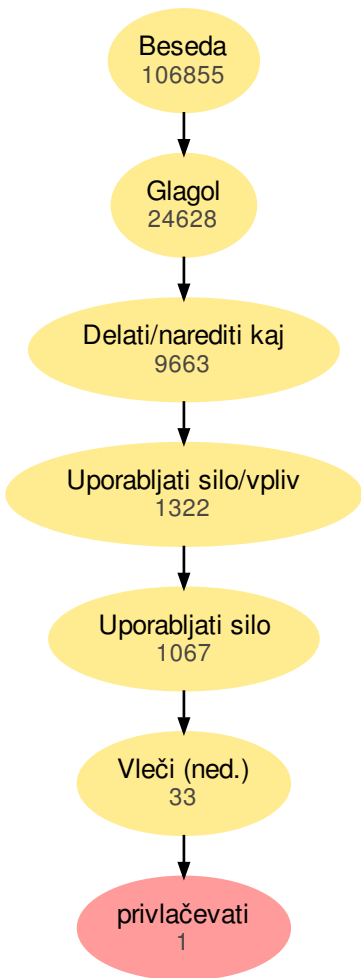 Beseda
106855
Glagol
24628
Delati/narediti kaj
9663
Uporabljati silo/vpliv
1322
Uporabljati silo
1067
Vleči (ned.)
33
privlačevati
1